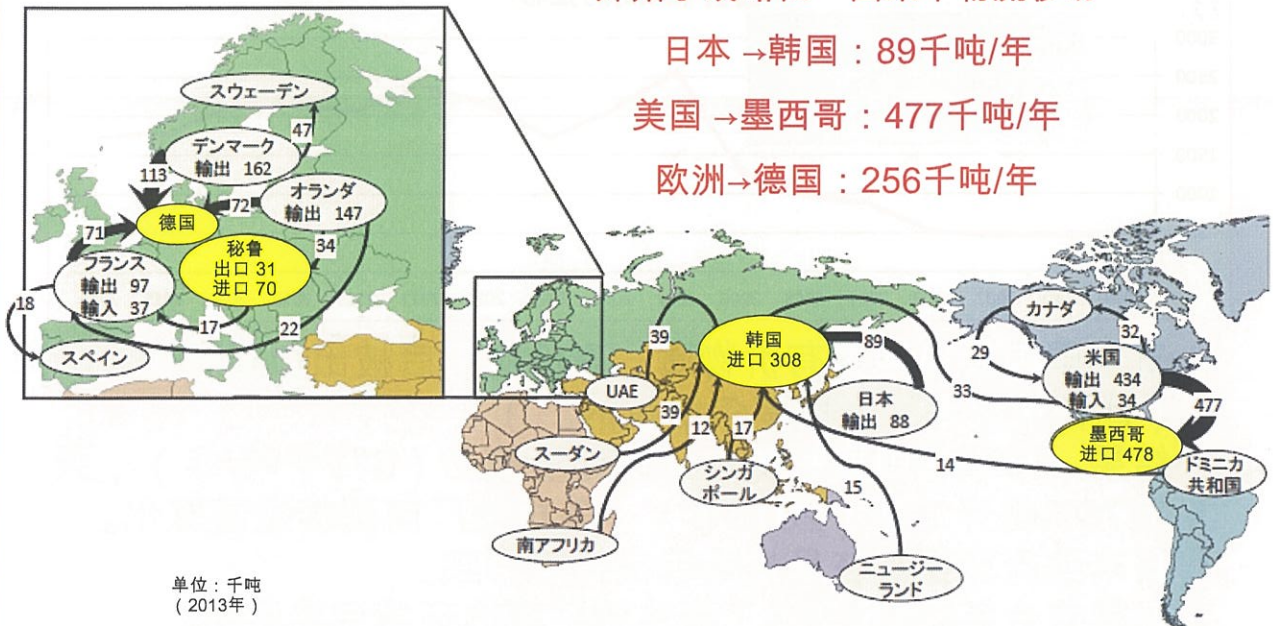 日本→韩国：89千吨/年
美国→墨西哥：477千吨/年
欧洲→德国：256千吨/年
スウェーデン
47
デンマーク
輸出 162
113
オランダ
輸出 147
72
德国
71
秘鲁
出口 31
进口 70
34
フランス
輸出 97
輸入 37
18
17
22
スペイン
39
韩国
进口 308
89
カナダ
32
29
米国
輸出 434
輸入 34
33
477
UAE
日本
輸出 88
39
12
17
墨西哥
进口 478
スーダン
シンガ
ポール
14
ドミニカ
共和国
15
南アフリカ
ニュージー
ランド
单位：千吨
（2013年）